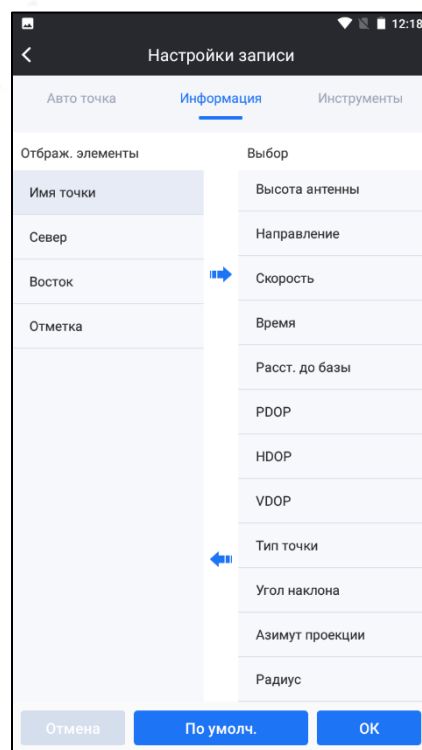 12:18
Настройки записи
Авто точка Информация Инструменты
Отбраж. элементы Выбор
Имя точки Высота антенны
Север Направление
Восток Скорость
Отметка Время
Расст. до базы
PDOP
HDOP
VDOP
Тип точки
Угол наклона
Азимут проекции
Радиус
Отмена По умолч. OK